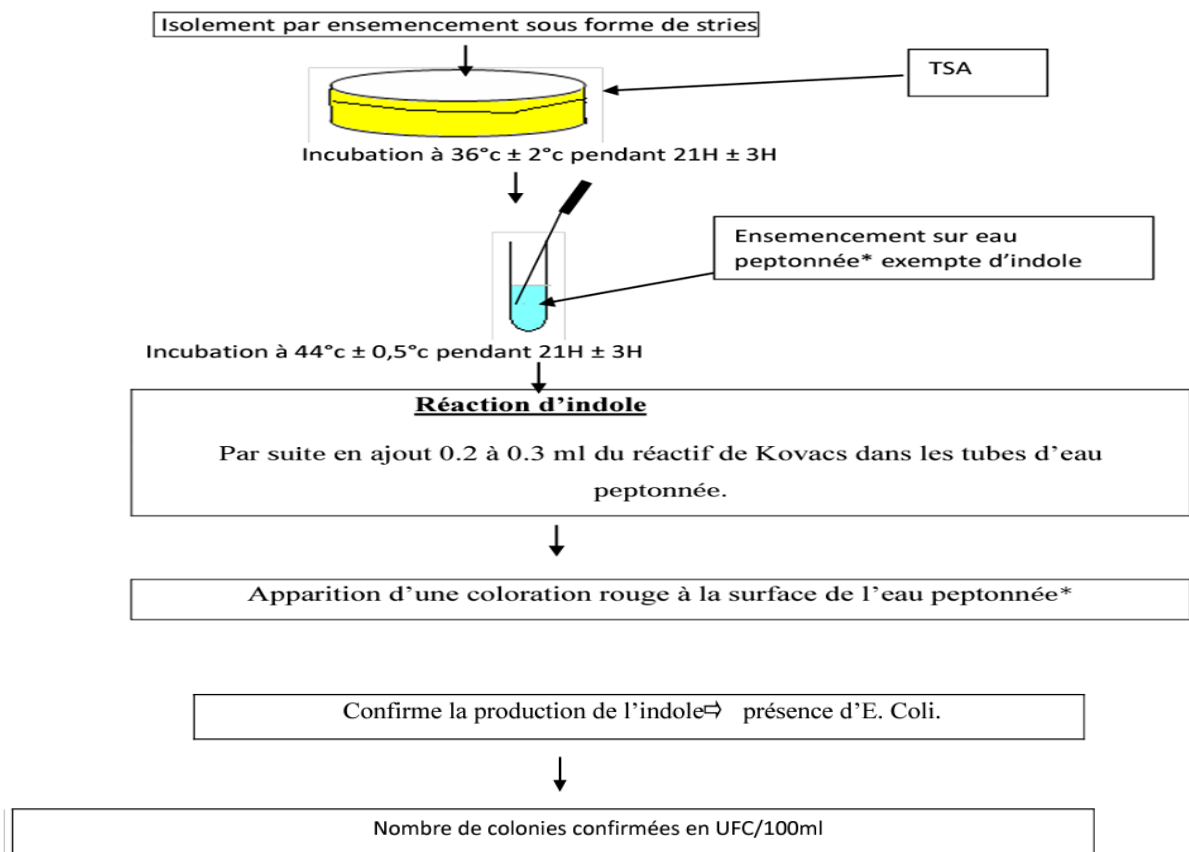 Isolement par ensemencement sous forme de stries
TSA
Incubation à 36°c ± 2°c pendant 21H ± 3H
Ensemencement sur eau
peptonnée* exempte d’indole
Incubation à 44°c ± 0,5°c pendant 21H ± 3H
Réaction d’indole
Par suite en ajout 0.2 à 0.3 ml du réactif de Kovacs dans les tubes d’eau
peptonnée.
Apparition d’une coloration rouge à la surface de l’eau peptonnée*
Confirme la production de l’indole⇨ présence d’E. Coli.
Nombre de colonies confirmées en UFC/100ml